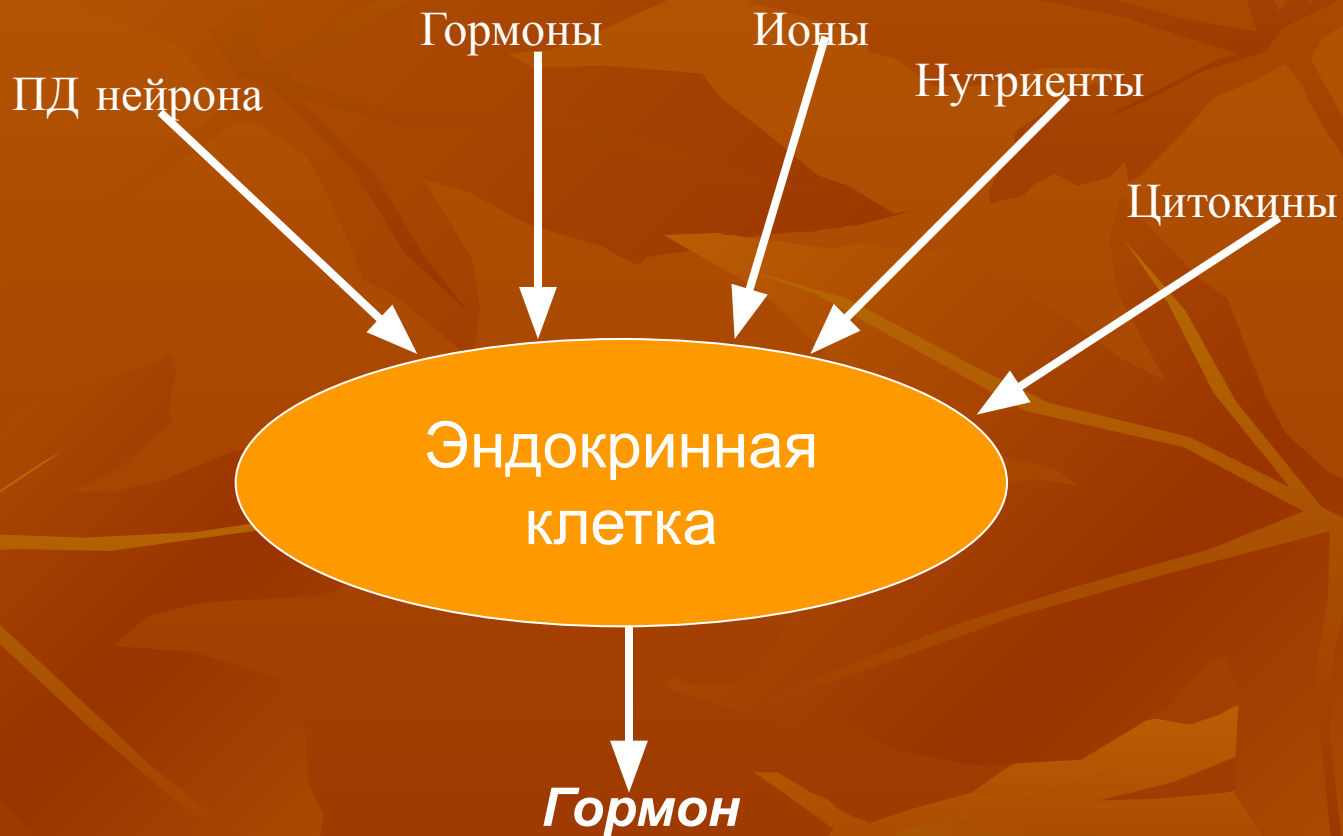 Гормоны
Ионы
ПД нейрона
Нутриенты
Цитокины
Эндокринная
клетка
Гормон